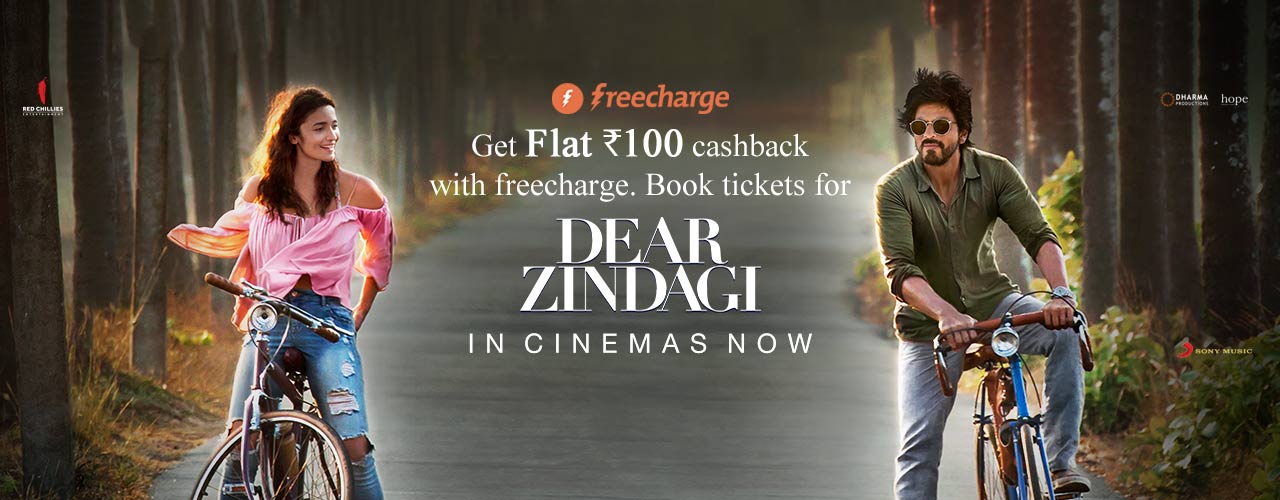 freecharge
Get Flat ₹100 cashback
with freecharge. Book tickets for
DEAR
ZINDAGI
IN CINEMAS NOW
RED CHILLIES
ENTERTAINMENT
DHARMA
PRODUCTIONS
hope
SONY MUSIC